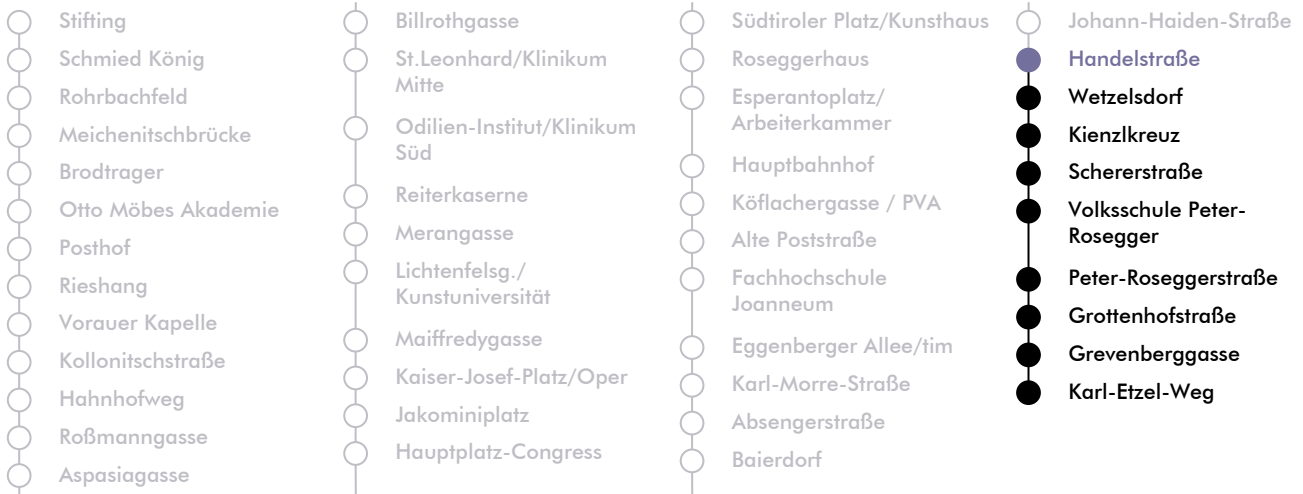 Stifting
Schmied König
Rohrbachfeld
Meichenitschbrücke
Brodtrager
Otto Möbes Akademie
Posthof
Rieshang
Vorauer Kapelle
Kollonitschstraße
Hahnhofweg
Roßmanngasse
Aspasiagasse
Billrothgasse
St.Leonhard/Klinikum
Mitte
Odilien-Institut/Klinikum
Süd
Reiterkaserne
Merangasse
Lichtenfelsg./
Kunstuniversität
Maiffredygasse
Kaiser-Josef-Platz/Oper
Jakominiplatz
Hauptplatz-Congress
Südtiroler Platz/Kunsthaus
Roseggerhaus
Esperantoplatz/
Arbeiterkammer
Hauptbahnhof
Köflachergasse / PVA
Alte Poststraße
Fachhochschule
Joanneum
Eggenberger Allee/tim
Karl-Morre-Straße
Absengerstraße
Baierdorf
Johann-Haiden-Straße
Handelstraße
Wetzelsdorf
Kienzlkreuz
Schererstraße
Volksschule Peter-
Rosegger
Peter-Roseggerstraße
Grottenhofstraße
Grevenberggasse
Karl-Etzel-Weg